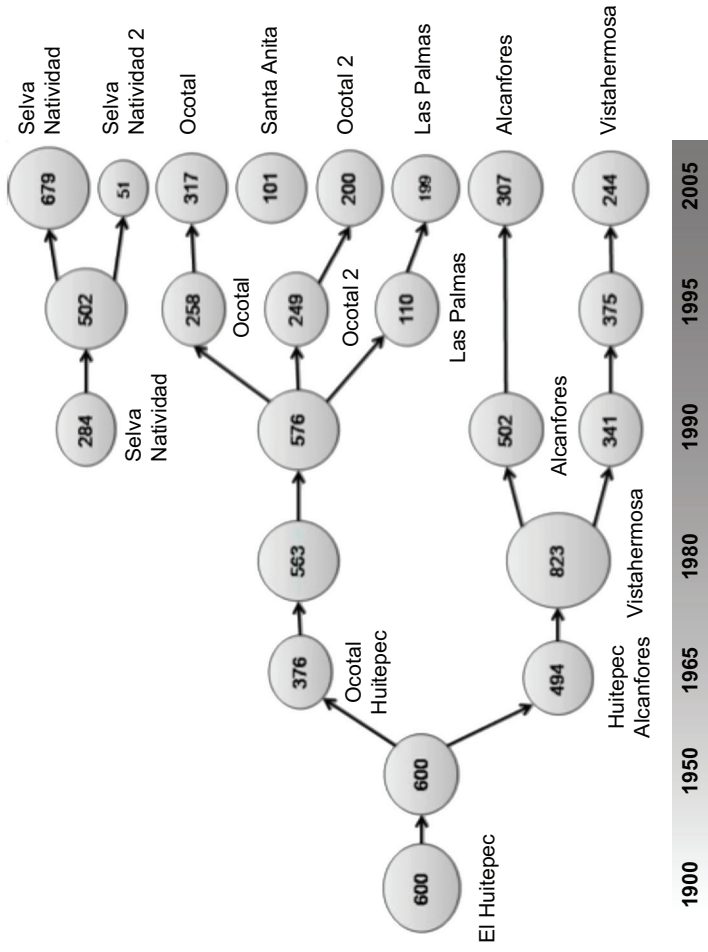 Selva
Natividad
Selva
Natividad 2
Ocotal
Santa Anita
Ocotal 2
Las Palmas
Alcanfores
Vistahermosa
679
51
317
101
200
199
307
244
502
258
Ocotal
249
Ocotal 2
110
Las Palmas
375
284
Selva
Natividad
576
502
Alcanfores
341
563
823
Vistahermosa
376
Ocotal
Huitepec
494
Huitepec
Alcanfores
600
600
El Huitepec
1900
1950
1965
1980
1990
1995
2005